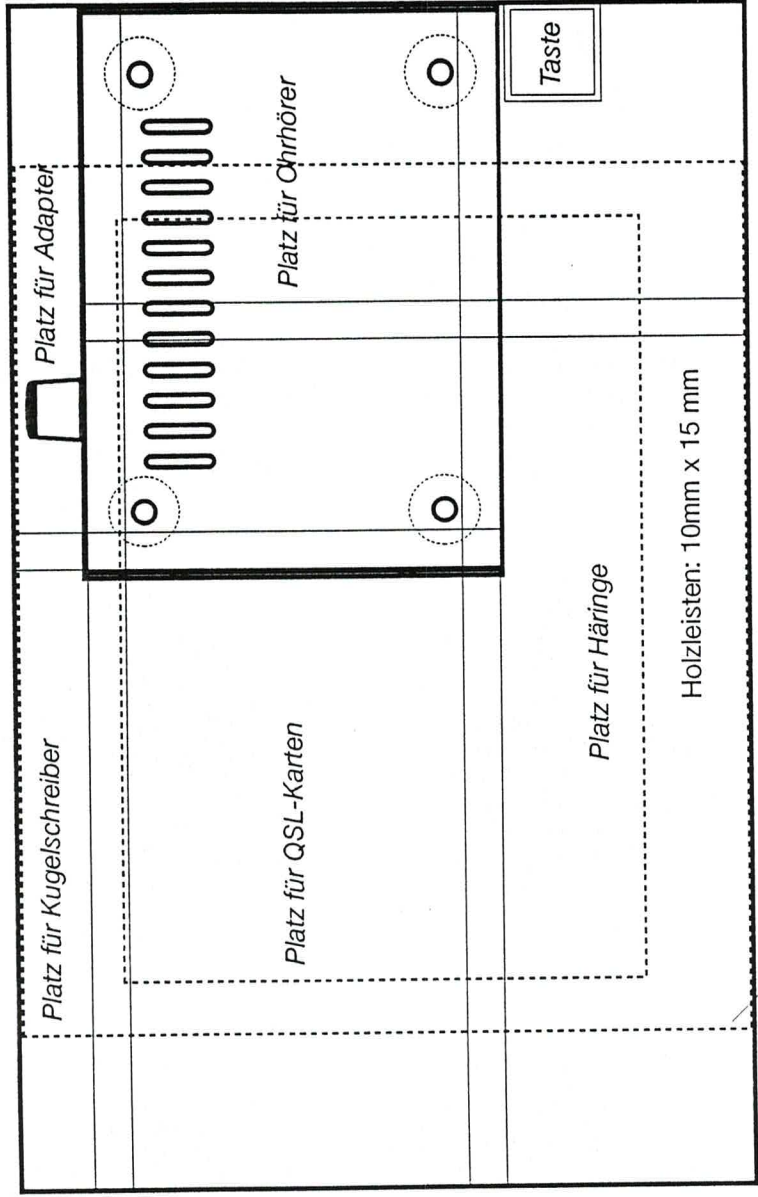 Platz für Kugelschreiber
Platz für Adapter
Platz für QSL-Karten
Platz für Ohrhörer
Taste
Platz für Häringe
Holzleisten: 10mm x 15 mm